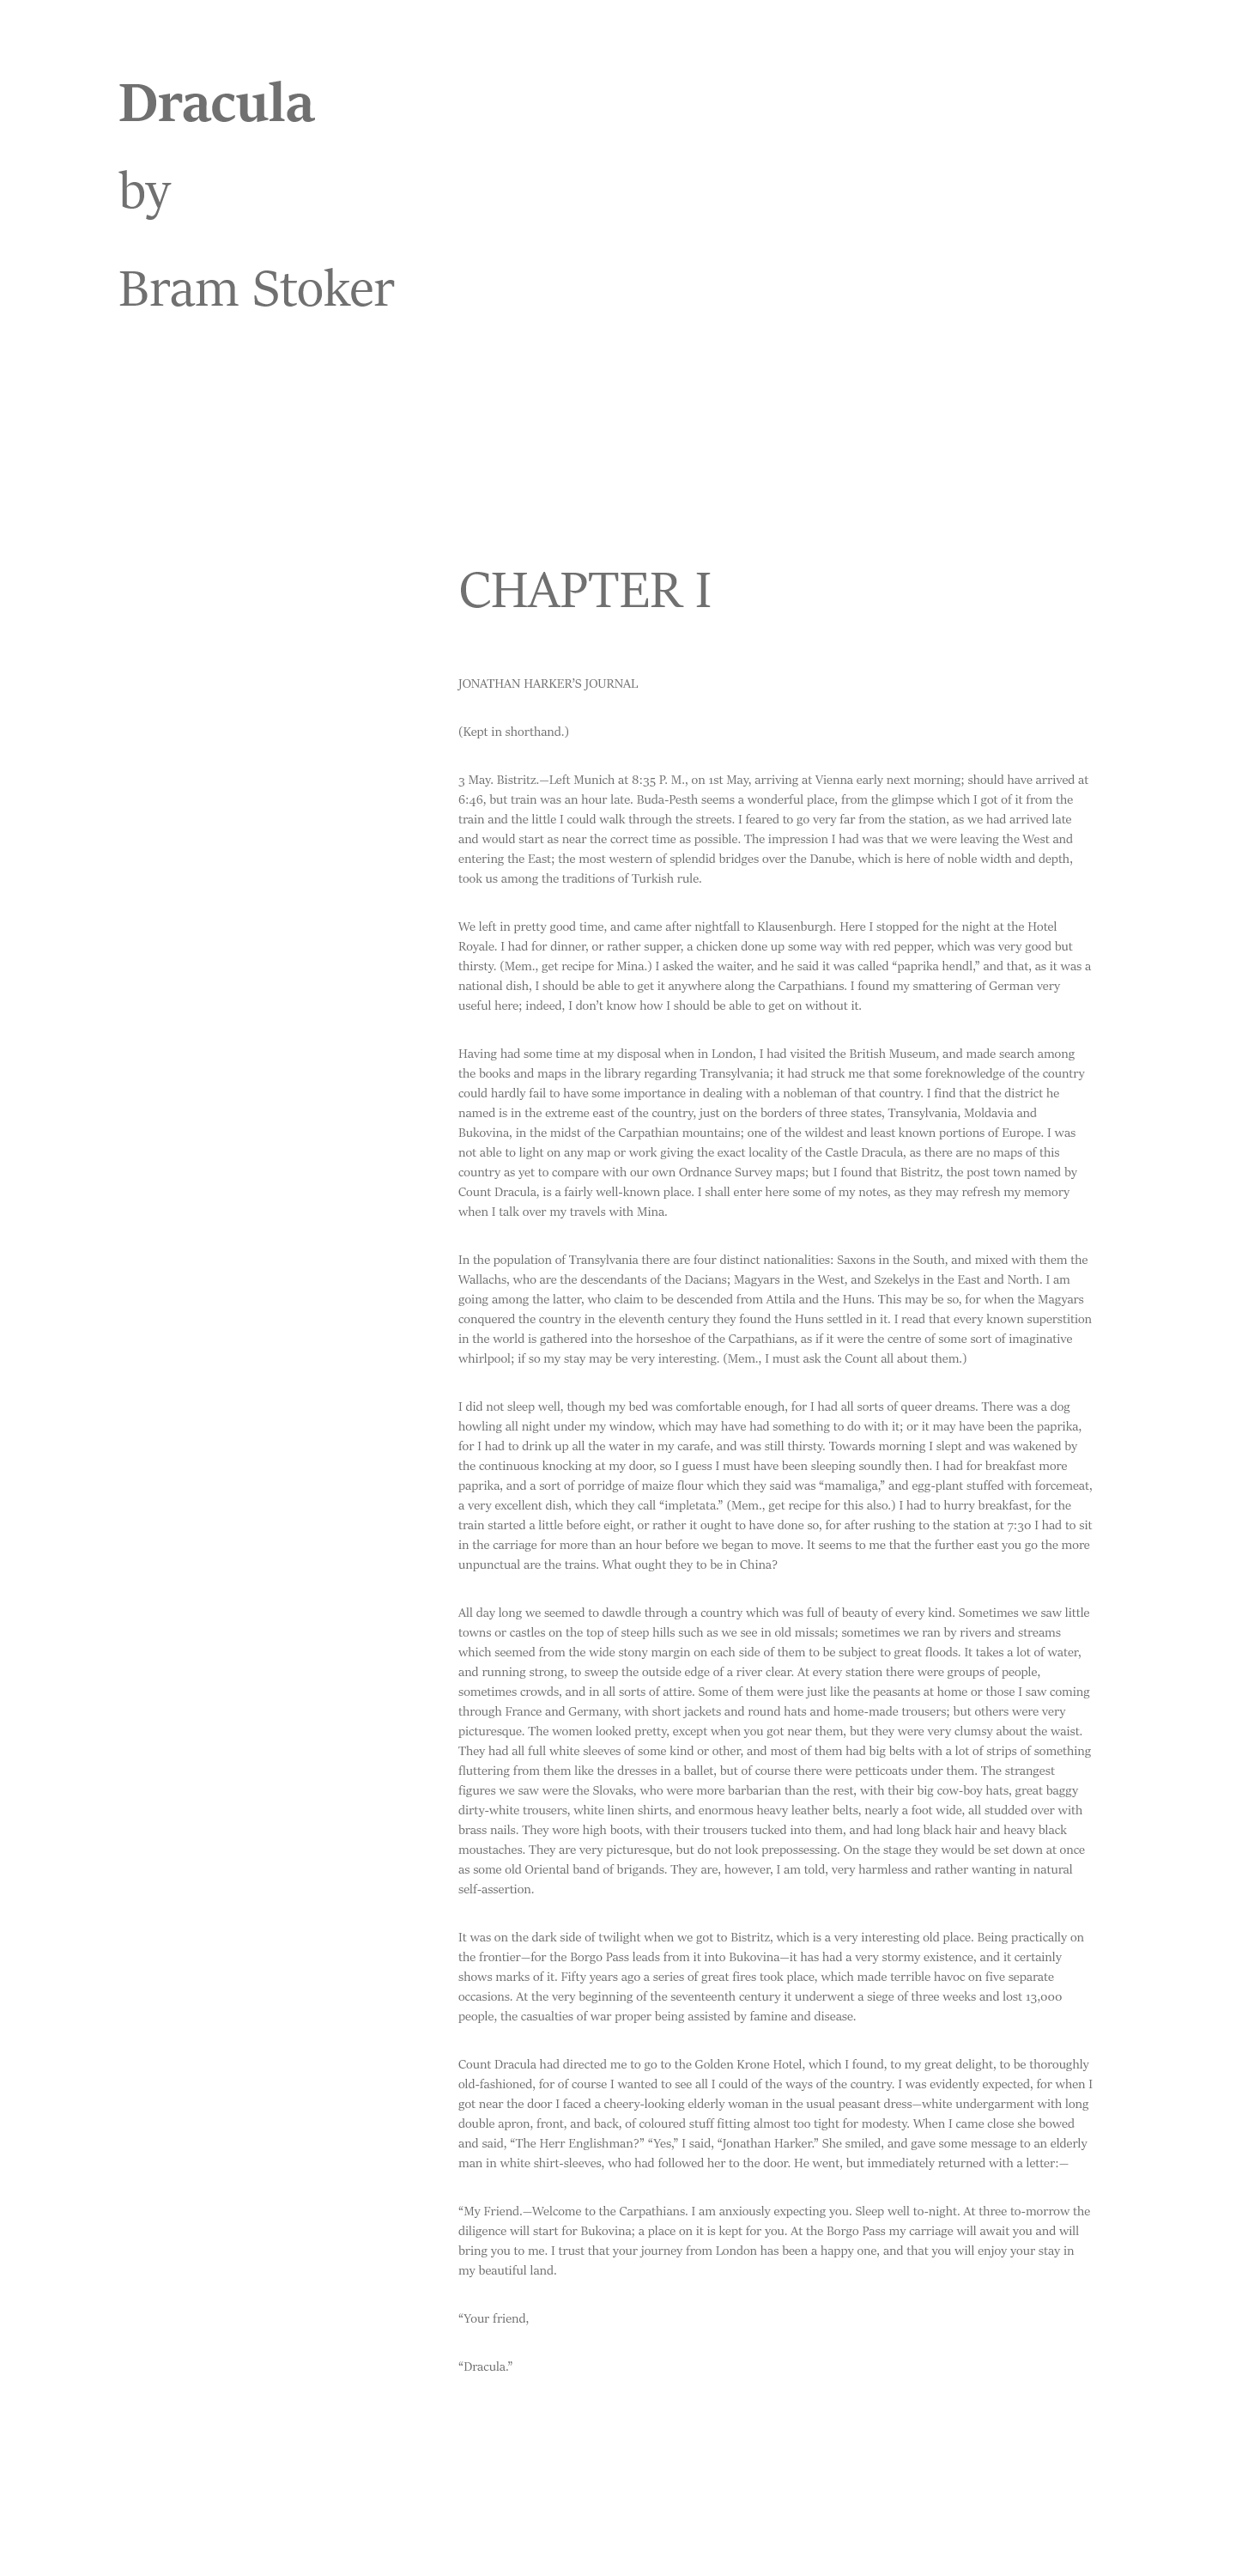 Dracula
by
Bram Stoker
CHAPTER I
JONATHAN HARKER’S JOURNAL
(Kept in shorthand.)
3 May. Bistritz.—Left Munich at 8:35 P. M., on 1st May, arriving at Vienna early next morning; should have arrived at
6:46, but train was an hour late. Buda-Pesth seems a wonderful place, from the glimpse which I got of it from the
train and the little I could walk through the streets. I feared to go very far from the station, as we had arrived late
and would start as near the correct time as possible. The impression I had was that we were leaving the West and
entering the East; the most western of splendid bridges over the Danube, which is here of noble width and depth,
took us among the traditions of Turkish rule.
We left in pretty good time, and came after nightfall to Klausenburgh. Here I stopped for the night at the Hotel
Royale. I had for dinner, or rather supper, a chicken done up some way with red pepper, which was very good but
thirsty. (Mem., get recipe for Mina.) I asked the waiter, and he said it was called “paprika hendl,” and that, as it was a
national dish, I should be able to get it anywhere along the Carpathians. I found my smattering of German very
useful here; indeed, I don’t know how I should be able to get on without it.
Having had some time at my disposal when in London, I had visited the British Museum, and made search among
the books and maps in the library regarding Transylvania; it had struck me that some foreknowledge of the country
could hardly fail to have some importance in dealing with a nobleman of that country. I find that the district he
named is in the extreme east of the country, just on the borders of three states, Transylvania, Moldavia and
Bukovina, in the midst of the Carpathian mountains; one of the wildest and least known portions of Europe. I was
not able to light on any map or work giving the exact locality of the Castle Dracula, as there are no maps of this
country as yet to compare with our own Ordnance Survey maps; but I found that Bistritz, the post town named by
Count Dracula, is a fairly well-known place. I shall enter here some of my notes, as they may refresh my memory
when I talk over my travels with Mina.
In the population of Transylvania there are four distinct nationalities: Saxons in the South, and mixed with them the
Wallachs, who are the descendants of the Dacians; Magyars in the West, and Szekelys in the East and North. I am
going among the latter, who claim to be descended from Attila and the Huns. This may be so, for when the Magyars
conquered the country in the eleventh century they found the Huns settled in it. I read that every known superstition
in the world is gathered into the horseshoe of the Carpathians, as if it were the centre of some sort of imaginative
whirlpool; if so my stay may be very interesting. (Mem., I must ask the Count all about them.)
I did not sleep well, though my bed was comfortable enough, for I had all sorts of queer dreams. There was a dog
howling all night under my window, which may have had something to do with it; or it may have been the paprika,
for I had to drink up all the water in my carafe, and was still thirsty. Towards morning I slept and was wakened by
the continuous knocking at my door, so I guess I must have been sleeping soundly then. I had for breakfast more
paprika, and a sort of porridge of maize flour which they said was “mamaliga,” and egg-plant stuffed with forcemeat,
a very excellent dish, which they call “impletata.” (Mem., get recipe for this also.) I had to hurry breakfast, for the
train started a little before eight, or rather it ought to have done so, for after rushing to the station at 7:30 I had to sit
in the carriage for more than an hour before we began to move. It seems to me that the further east you go the more
unpunctual are the trains. What ought they to be in China?
All day long we seemed to dawdle through a country which was full of beauty of every kind. Sometimes we saw little
towns or castles on the top of steep hills such as we see in old missals; sometimes we ran by rivers and streams
which seemed from the wide stony margin on each side of them to be subject to great floods. It takes a lot of water,
and running strong, to sweep the outside edge of a river clear. At every station there were groups of people,
sometimes crowds, and in all sorts of attire. Some of them were just like the peasants at home or those I saw coming
through France and Germany, with short jackets and round hats and home-made trousers; but others were very
picturesque. The women looked pretty, except when you got near them, but they were very clumsy about the waist.
They had all full white sleeves of some kind or other, and most of them had big belts with a lot of strips of something
fluttering from them like the dresses in a ballet, but of course there were petticoats under them. The strangest
figures we saw were the Slovaks, who were more barbarian than the rest, with their big cow-boy hats, great baggy
dirty-white trousers, white linen shirts, and enormous heavy leather belts, nearly a foot wide, all studded over with
brass nails. They wore high boots, with their trousers tucked into them, and had long black hair and heavy black
moustaches. They are very picturesque, but do not look prepossessing. On the stage they would be set down at once
as some old Oriental band of brigands. They are, however, I am told, very harmless and rather wanting in natural
self-assertion.
It was on the dark side of twilight when we got to Bistritz, which is a very interesting old place. Being practically on
the frontier—for the Borgo Pass leads from it into Bukovina—it has had a very stormy existence, and it certainly
shows marks of it. Fifty years ago a series of great fires took place, which made terrible havoc on five separate
occasions. At the very beginning of the seventeenth century it underwent a siege of three weeks and lost 13,000
people, the casualties of war proper being assisted by famine and disease.
Count Dracula had directed me to go to the Golden Krone Hotel, which I found, to my great delight, to be thoroughly
old-fashioned, for of course I wanted to see all I could of the ways of the country. I was evidently expected, for when I
got near the door I faced a cheery-looking elderly woman in the usual peasant dress—white undergarment with long
double apron, front, and back, of coloured stuff fitting almost too tight for modesty. When I came close she bowed
and said, “The Herr Englishman?” “Yes,” I said, “Jonathan Harker.” She smiled, and gave some message to an elderly
man in white shirt-sleeves, who had followed her to the door. He went, but immediately returned with a letter:—
“My Friend.—Welcome to the Carpathians. I am anxiously expecting you. Sleep well to-night. At three to-morrow the
diligence will start for Bukovina; a place on it is kept for you. At the Borgo Pass my carriage will await you and will
bring you to me. I trust that your journey from London has been a happy one, and that you will enjoy your stay in
my beautiful land.
“Your friend,
“Dracula.”